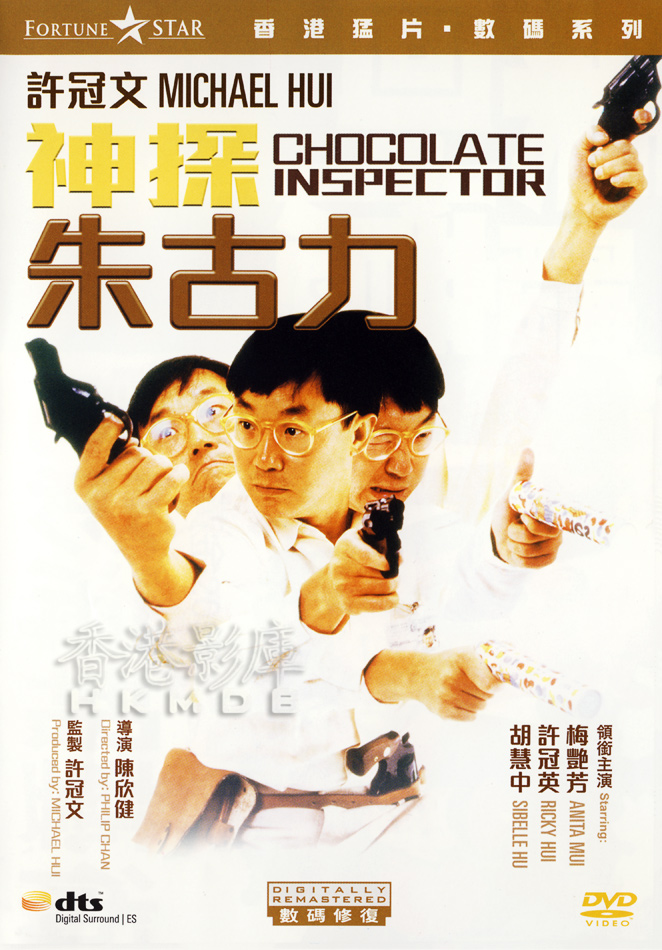 FORTUNE STAR
香港猛片・數碼系列
許冠文 MICHAEL HUI
神探
朱古力
CHOCOLATE
INSPECTOR
香港影庫
HKMDB
導演 陳欣健
Directed by: PHILIP CHAN
監製 許冠文
Produced by: MICHAEL HUI
領銜主演 Starring:
梅艷芳 ANITA MUI
許冠英 RICKY HUI
胡慧中 SIBELLE HU
dts™
Digital Surround | ES
DIGITALLY
REMASTERED
數碼修復
DVD
VIDEO